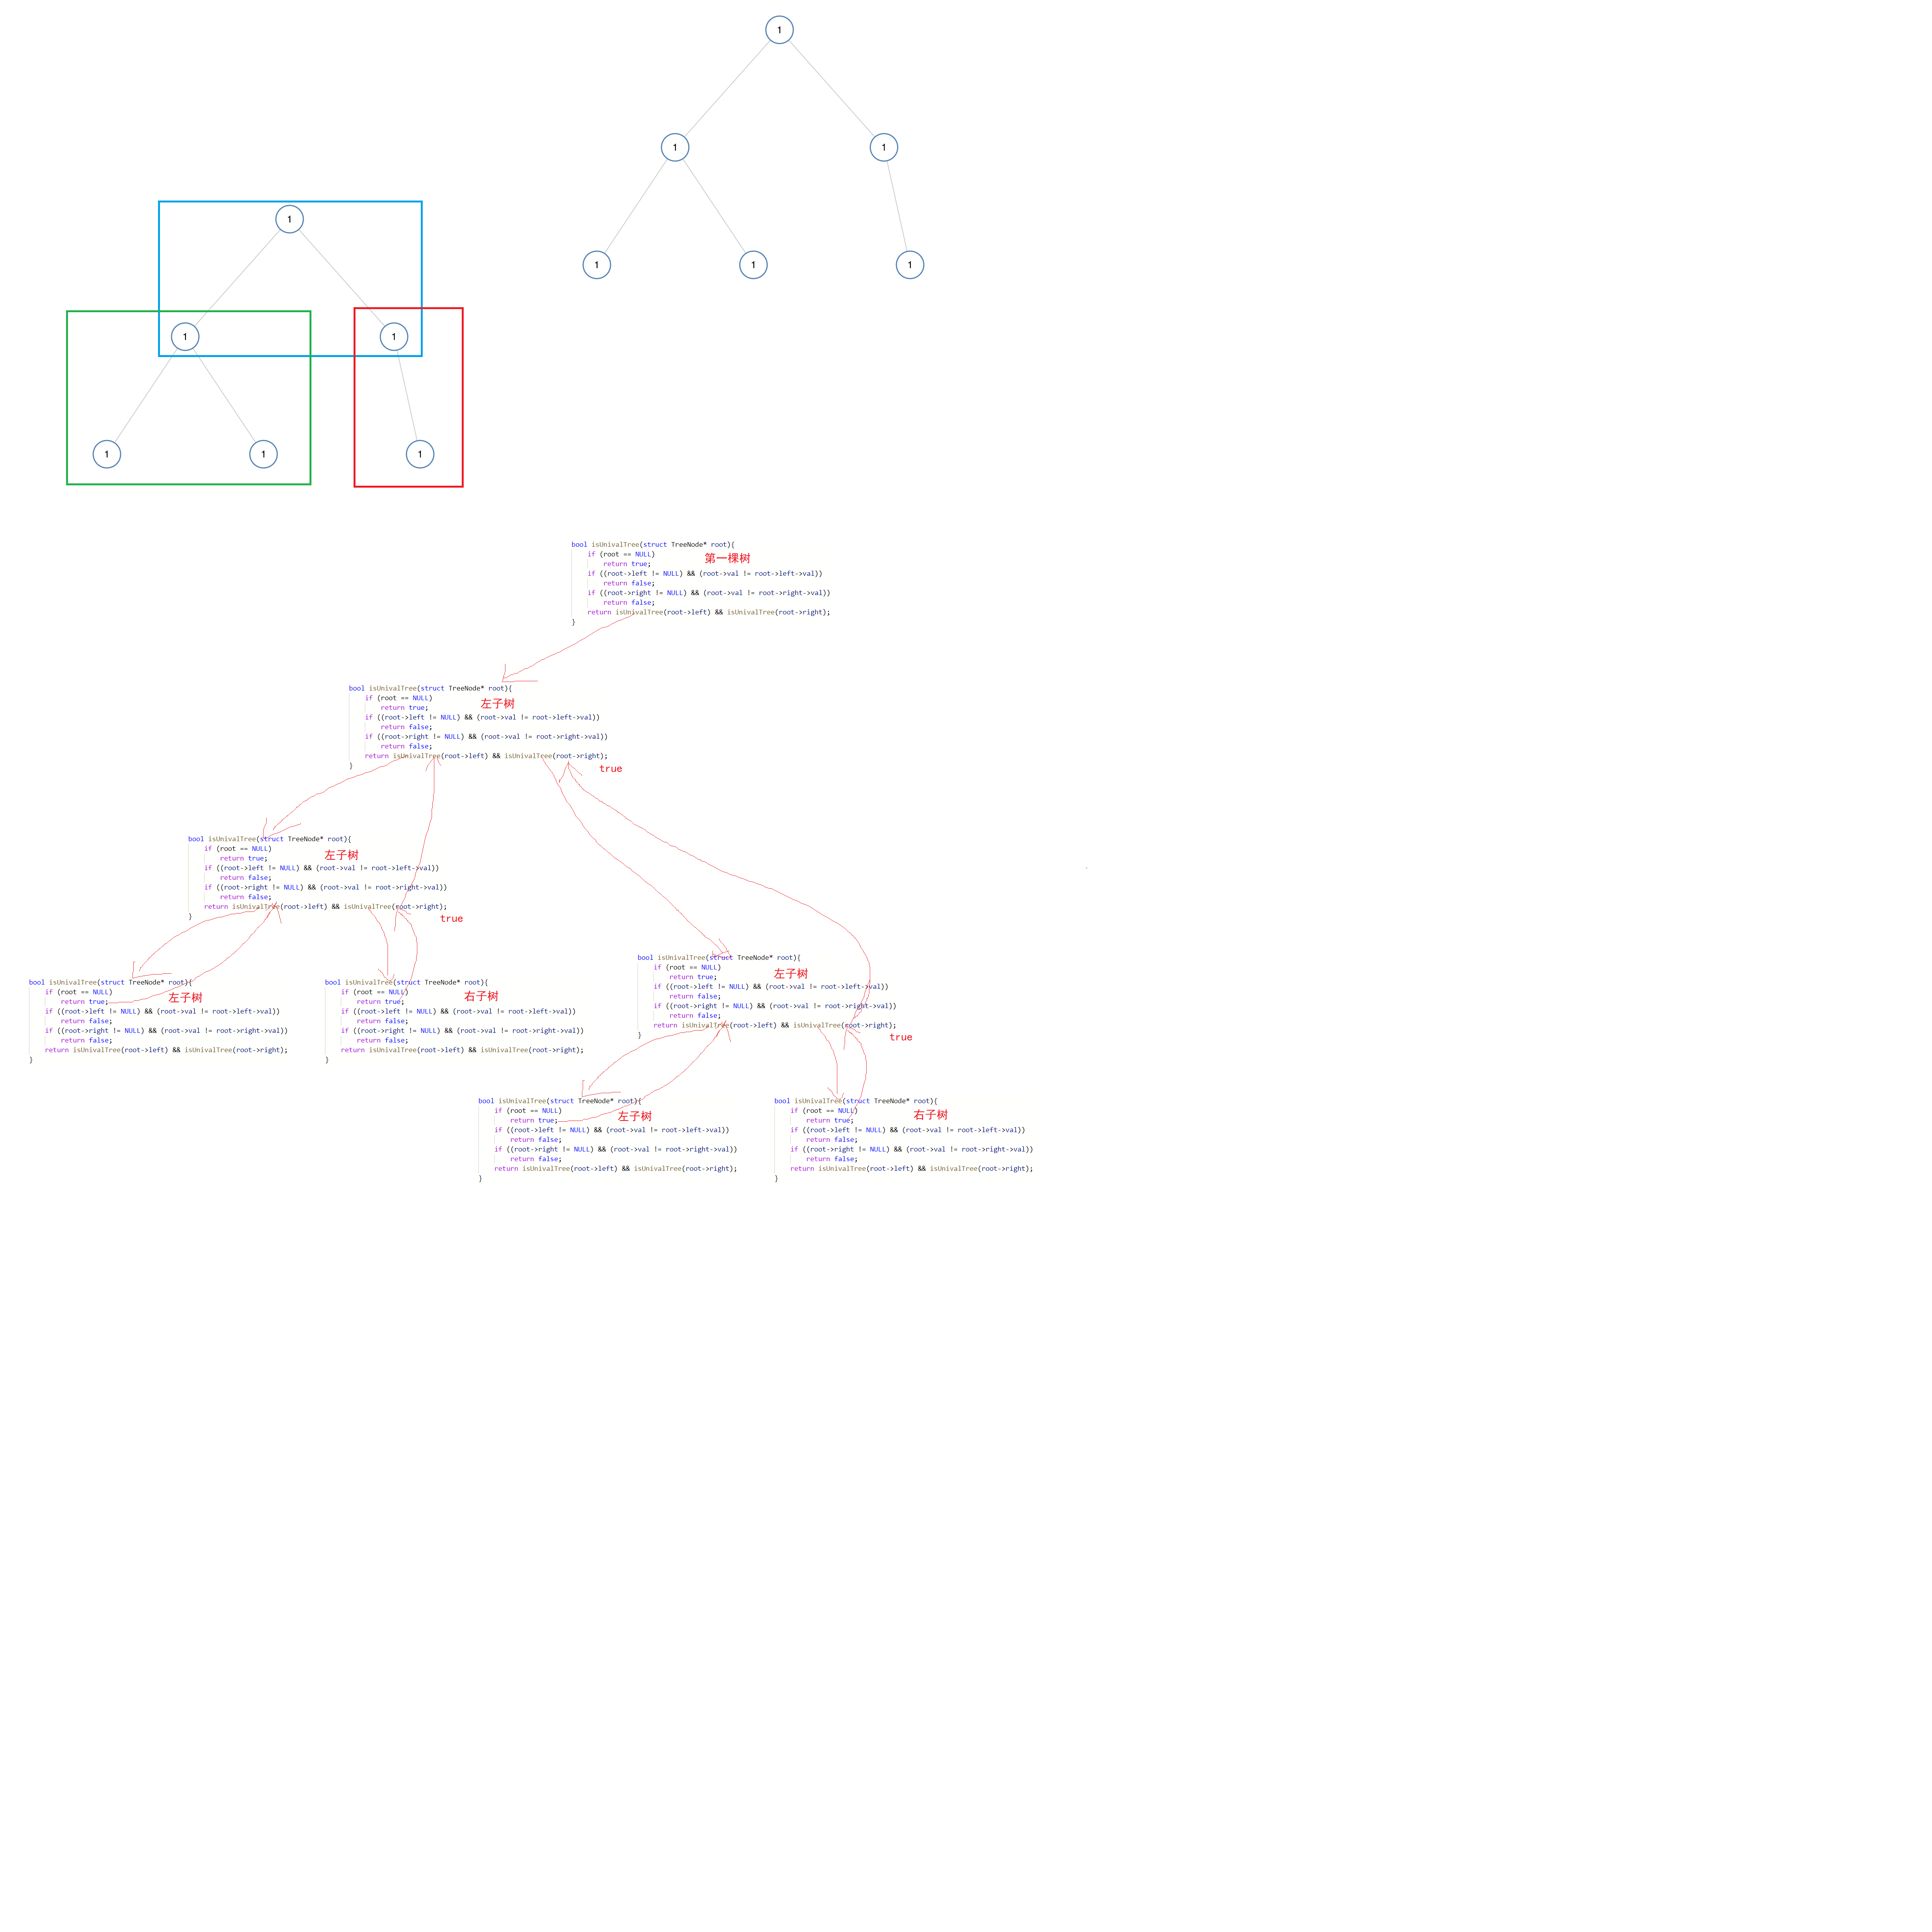 1
1
1
1
1
1
1
1
1
1
1
1
bool isUnivalTree(struct TreeNode* root){
if (root == NULL)
第一棵树
return true;
if ((root->left != NULL) && (root->val != root->left->val))
return false;
if ((root->right != NULL) && (root->val != root->right->val))
return false;
return isUnivalTree(root->left) && isUnivalTree(root->right);
}
bool isUnivalTree(struct TreeNode* root){
if (root == NULL)
左子树
return true;
if ((root->left != NULL) && (root->val != root->left->val))
return false;
if ((root->right != NULL) && (root->val != root->right->val))
return false;
return isUnivalTree(root->left) && isUnivalTree(root->right);
}
true
bool isUnivalTree(struct TreeNode* root){
if (root == NULL)
左子树
return true;
if ((root->left != NULL) && (root->val != root->left->val))
return false;
if ((root->right != NULL) && (root->val != root->right->val))
return false;
return isUnivalTree(root->left) && isUnivalTree(root->right);
}
true
bool isUnivalTree(struct TreeNode* root){
if (root == NULL)
左子树
return true;
if ((root->left != NULL) && (root->val != root->left->val))
return false;
if ((root->right != NULL) && (root->val != root->right->val))
return false;
return isUnivalTree(root->left) && isUnivalTree(root->right);
}
bool isUnivalTree(struct TreeNode* root){
if (root == NULL)
右子树
return true;
if ((root->left != NULL) && (root->val != root->left->val))
return false;
if ((root->right != NULL) && (root->val != root->right->val))
return false;
return isUnivalTree(root->left) && isUnivalTree(root->right);
}
bool isUnivalTree(struct TreeNode* root){
if (root == NULL)
左子树
return true;
if ((root->left != NULL) && (root->val != root->left->val))
return false;
if ((root->right != NULL) && (root->val != root->right->val))
return false;
return isUnivalTree(root->left) && isUnivalTree(root->right);
}
true
bool isUnivalTree(struct TreeNode* root){
if (root == NULL)
左子树
return true;
if ((root->left != NULL) && (root->val != root->left->val))
return false;
if ((root->right != NULL) && (root->val != root->right->val))
return false;
return isUnivalTree(root->left) && isUnivalTree(root->right);
}
bool isUnivalTree(struct TreeNode* root){
if (root == NULL)
右子树
return true;
if ((root->left != NULL) && (root->val != root->left->val))
return false;
if ((root->right != NULL) && (root->val != root->right->val))
return false;
return isUnivalTree(root->left) && isUnivalTree(root->right);
}